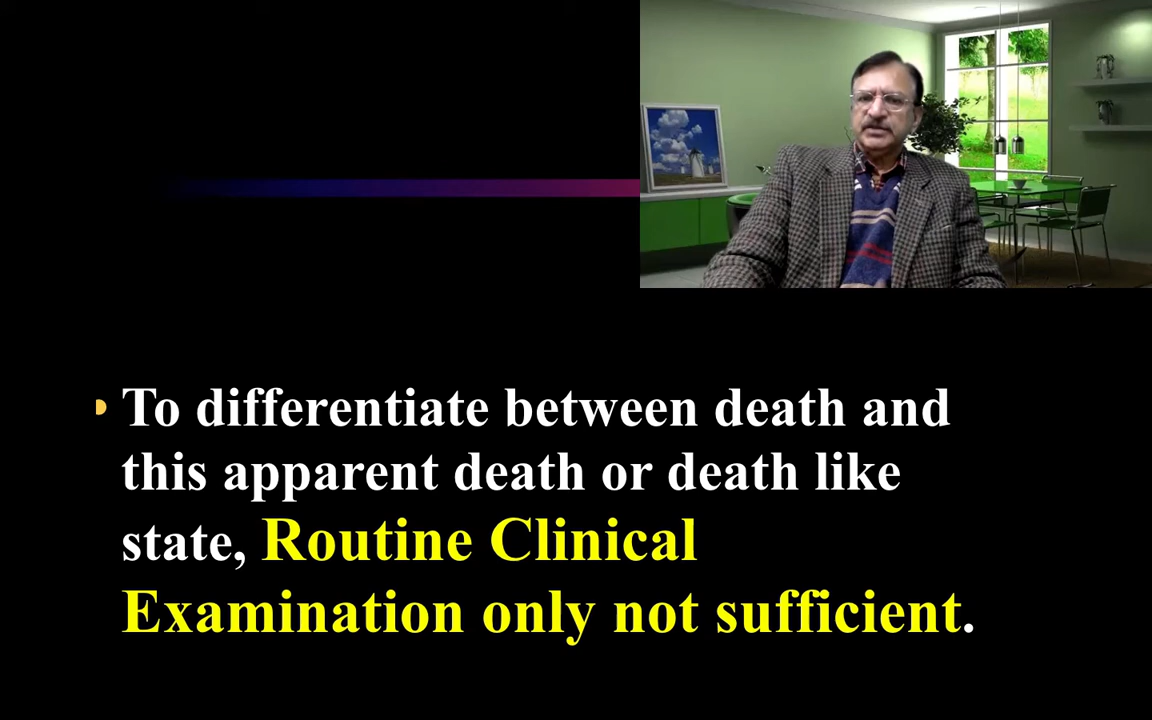 To differentiate between death and
this apparent death or death like
state, Routine Clinical
Examination only not sufficient.